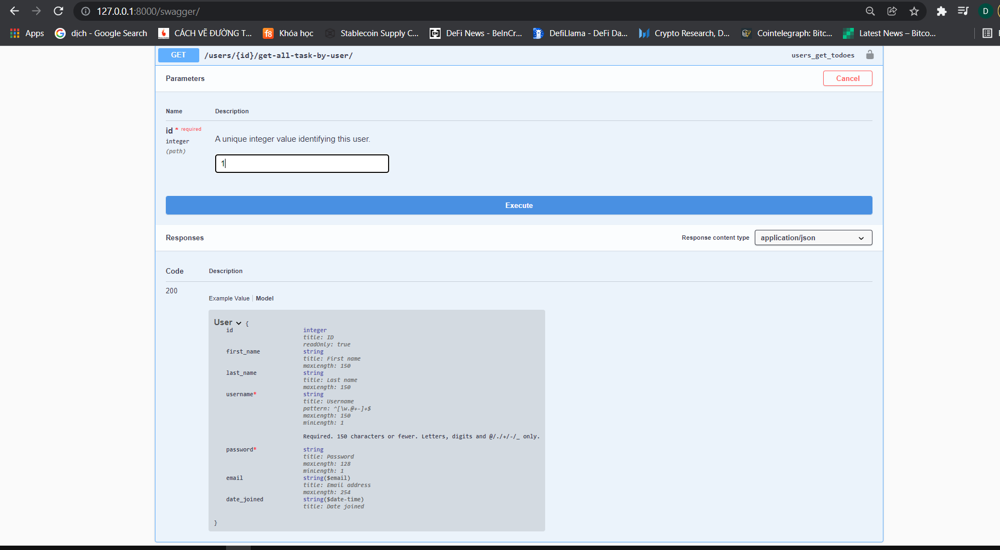 127.0.0.1:8000/swagger/
D
Apps
dịch - Google Search
CÁCH VẼ ĐƯỜNG T...
f8 Khóa học
Stablecoin Supply C...
DeFi News - BeInCr...
DefiLlama - DeFi Da...
Crypto Research, D...
Cointelegraph: Bitc...
Latest News – Bitco...
GET /users/{id}/get-all-task-by-user/ users_get_todoes
Parameters Cancel
Name Description
id * required
integer
(path)
A unique integer value identifying this user.
1
Execute
Responses Response content type application/json
Code Description
200
Example Value Model
User {
id integer
title: ID
readOnly: true
first_name string
title: First name
maxLength: 150
last_name string
title: Last name
maxLength: 150
username* string
title: Username
pattern: ^[\w.@+-]+$
maxLength: 150
minLength: 1
Required. 150 characters or fewer. Letters, digits and @/./+/-/_ only.
password* string
title: Password
maxLength: 128
minLength: 1
email string($email)
title: Email address
maxLength: 254
date_joined string($date-time)
title: Date joined
}